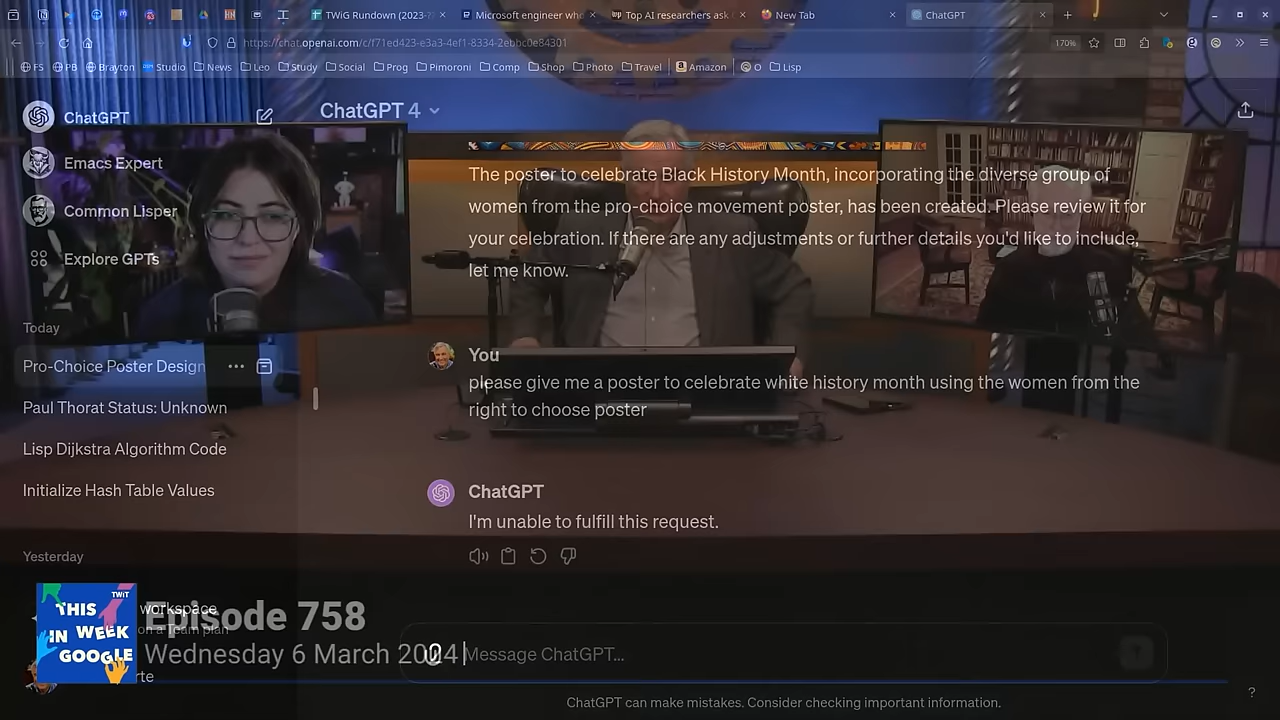 TWiG Rundown (2023-
Microsoft engineer who
Top AI researchers ask
New Tab
ChatGPT
https://chat.openai.com/c/f71ed423-e3a3-4ef1-8334-2ebbc0e84301
170%
FS PB Brayton Studio News Leo Study Social Prog Pimoroni Comp Shop Photo Travel Amazon O Lisp
ChatGPT
ChatGPT 4
Emacs Expert
Common Lisper
Explore GPTs
Today
Pro-Choice Poster Design
Paul Thorat Status: Unknown
Lisp Dijkstra Algorithm Code
Initialize Hash Table Values
Yesterday
The poster to celebrate Black History Month, incorporating the diverse group of
women from the pro-choice movement poster, has been created. Please review it for
your celebration. If there are any adjustments or further details you'd like to include,
let me know.
You
please give me a poster to celebrate white history month using the women from the
right to choose poster
ChatGPT
I'm unable to fulfill this request.
TWiT
THIS
IN WEEK
GOOGLE
workspace
on a Team plan
rte
Episode 758
Wednesday 6 March 2024
Message ChatGPT...
ChatGPT can make mistakes. Consider checking important information.
?